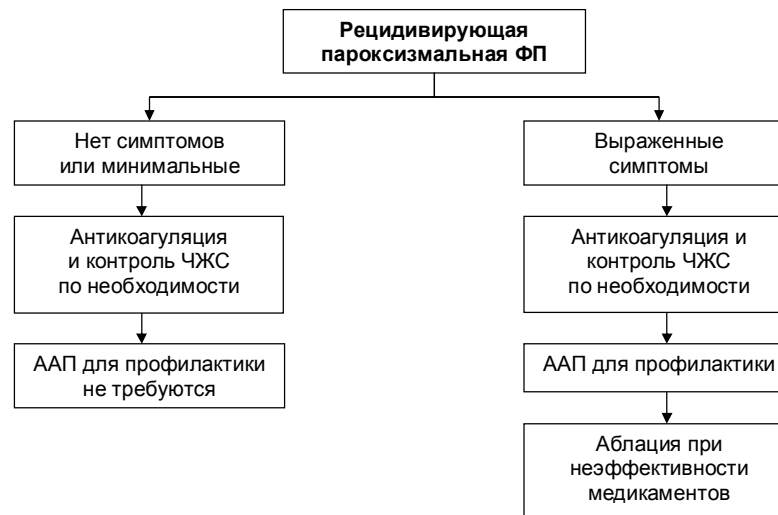 Рецидивирующая
пароксизмальная ФП
Нет симптомов
или минимальные
Выраженные
симптомы
Антикоагуляция
и контроль ЧЖС
по необходимости
Антикоагуляция и
контроль ЧЖС
по необходимости
ААП для профилактики
не требуются
ААП для профилактики
Аблация при
неэффективности
медикаментов